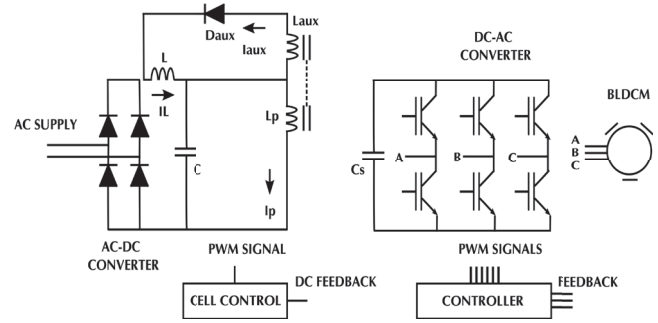 Laux
Daux
Iaux
L
IL
Lp
AC SUPPLY
C
Ip
AC-DC
CONVERTER
PWM SIGNAL
CELL CONTROL
DC FEEDBACK
DC-AC
CONVERTER
BLDCM
A
B
C
Cs
A
B
C
PWM SIGNALS
CONTROLLER
FEEDBACK